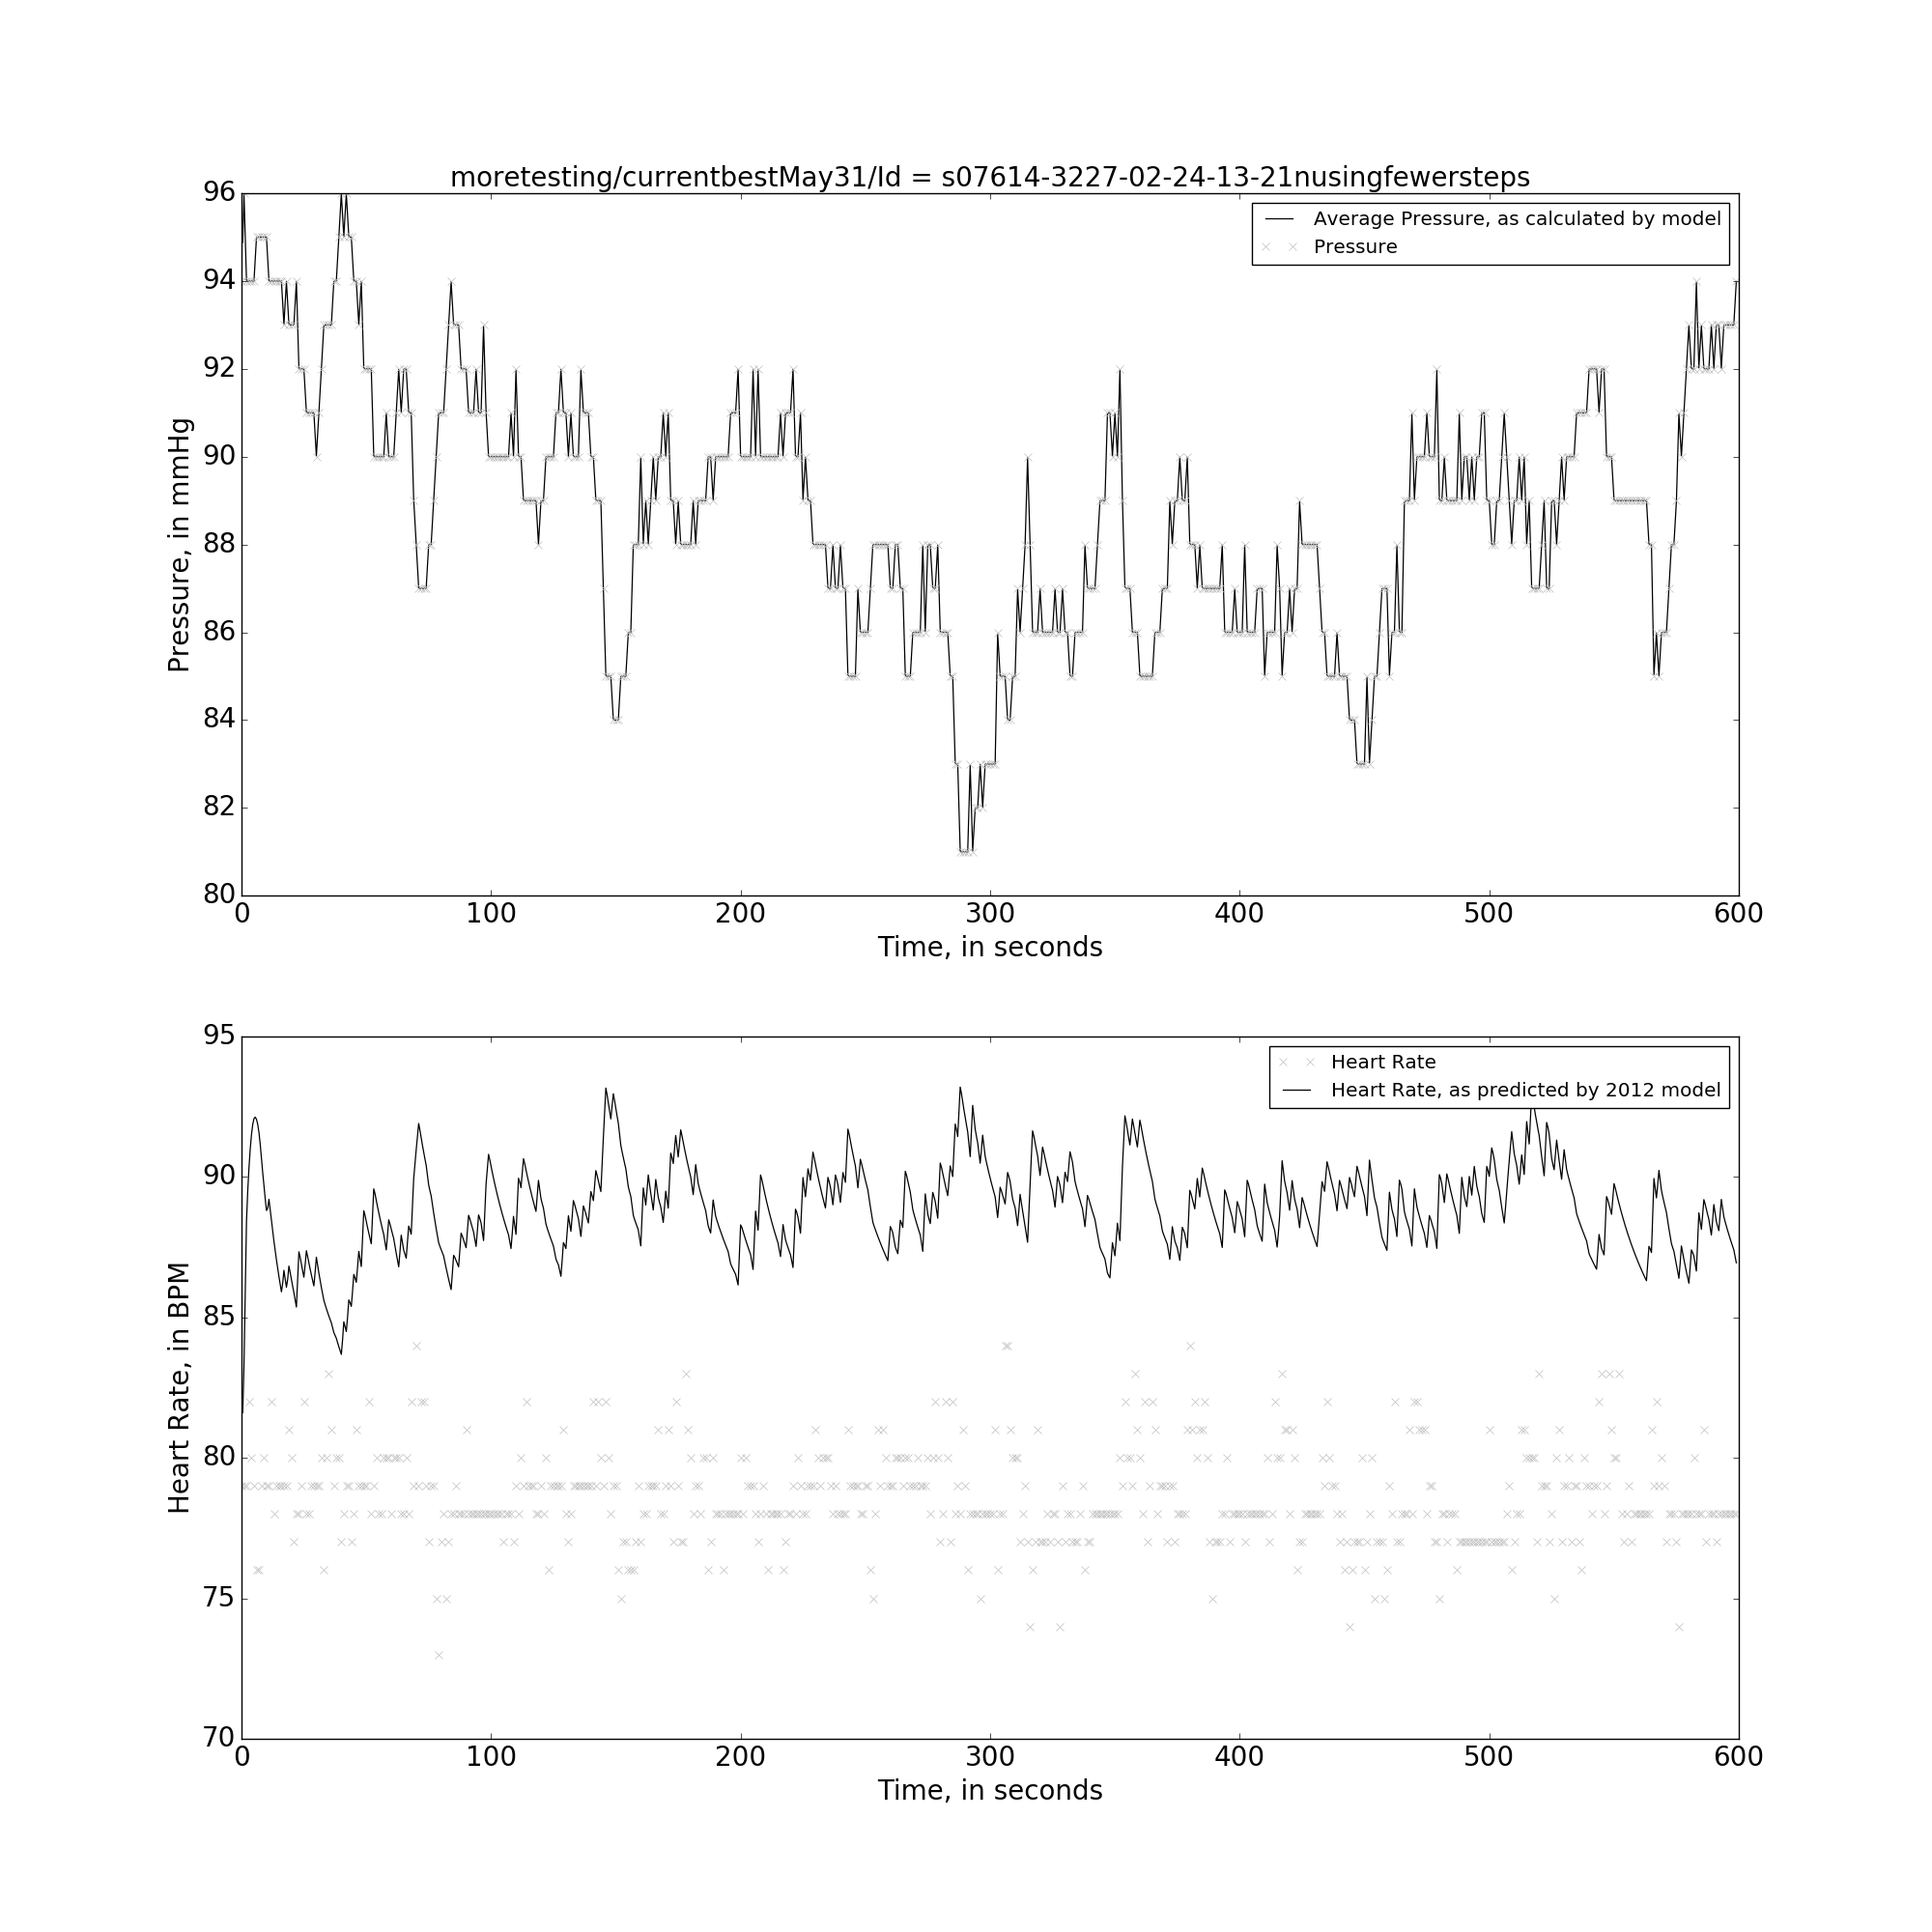 moretesting/currentbestMay31/Id = s07614-3227-02-24-13-21nusingfewersteps
96
94
92
90
88
86
84
82
80
Pressure, in mmHg
Average Pressure, as calculated by model
Pressure
0 100 200 300 400 500 600
Time, in seconds
95
90
85
80
75
70
Heart Rate, in BPM
Heart Rate
Heart Rate, as predicted by 2012 model
0 100 200 300 400 500 600
Time, in seconds